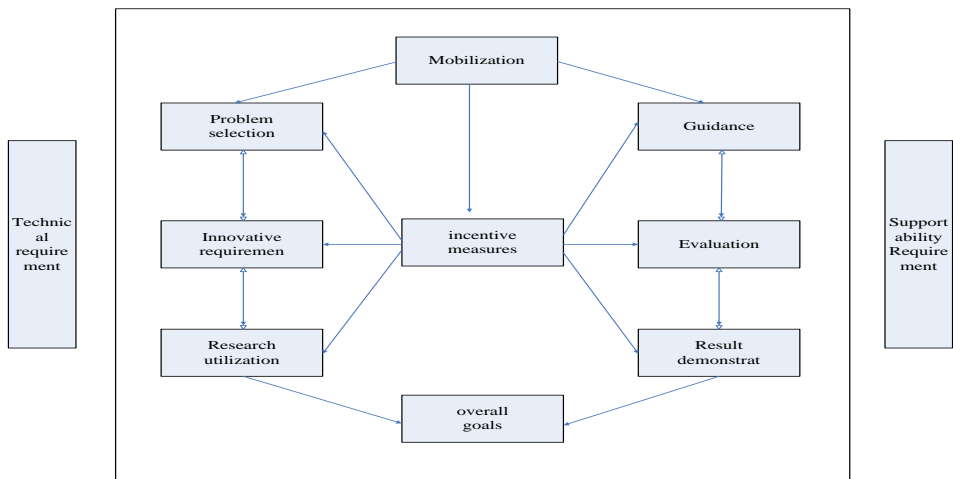 Mobilization
Problem
selection
Guidance
Technic
al
require
ment
Support
ability
Require
ment
Innovative
requiremen
incentive
measures
Evaluation
Research
utilization
Result
demonstrat
overall
goals